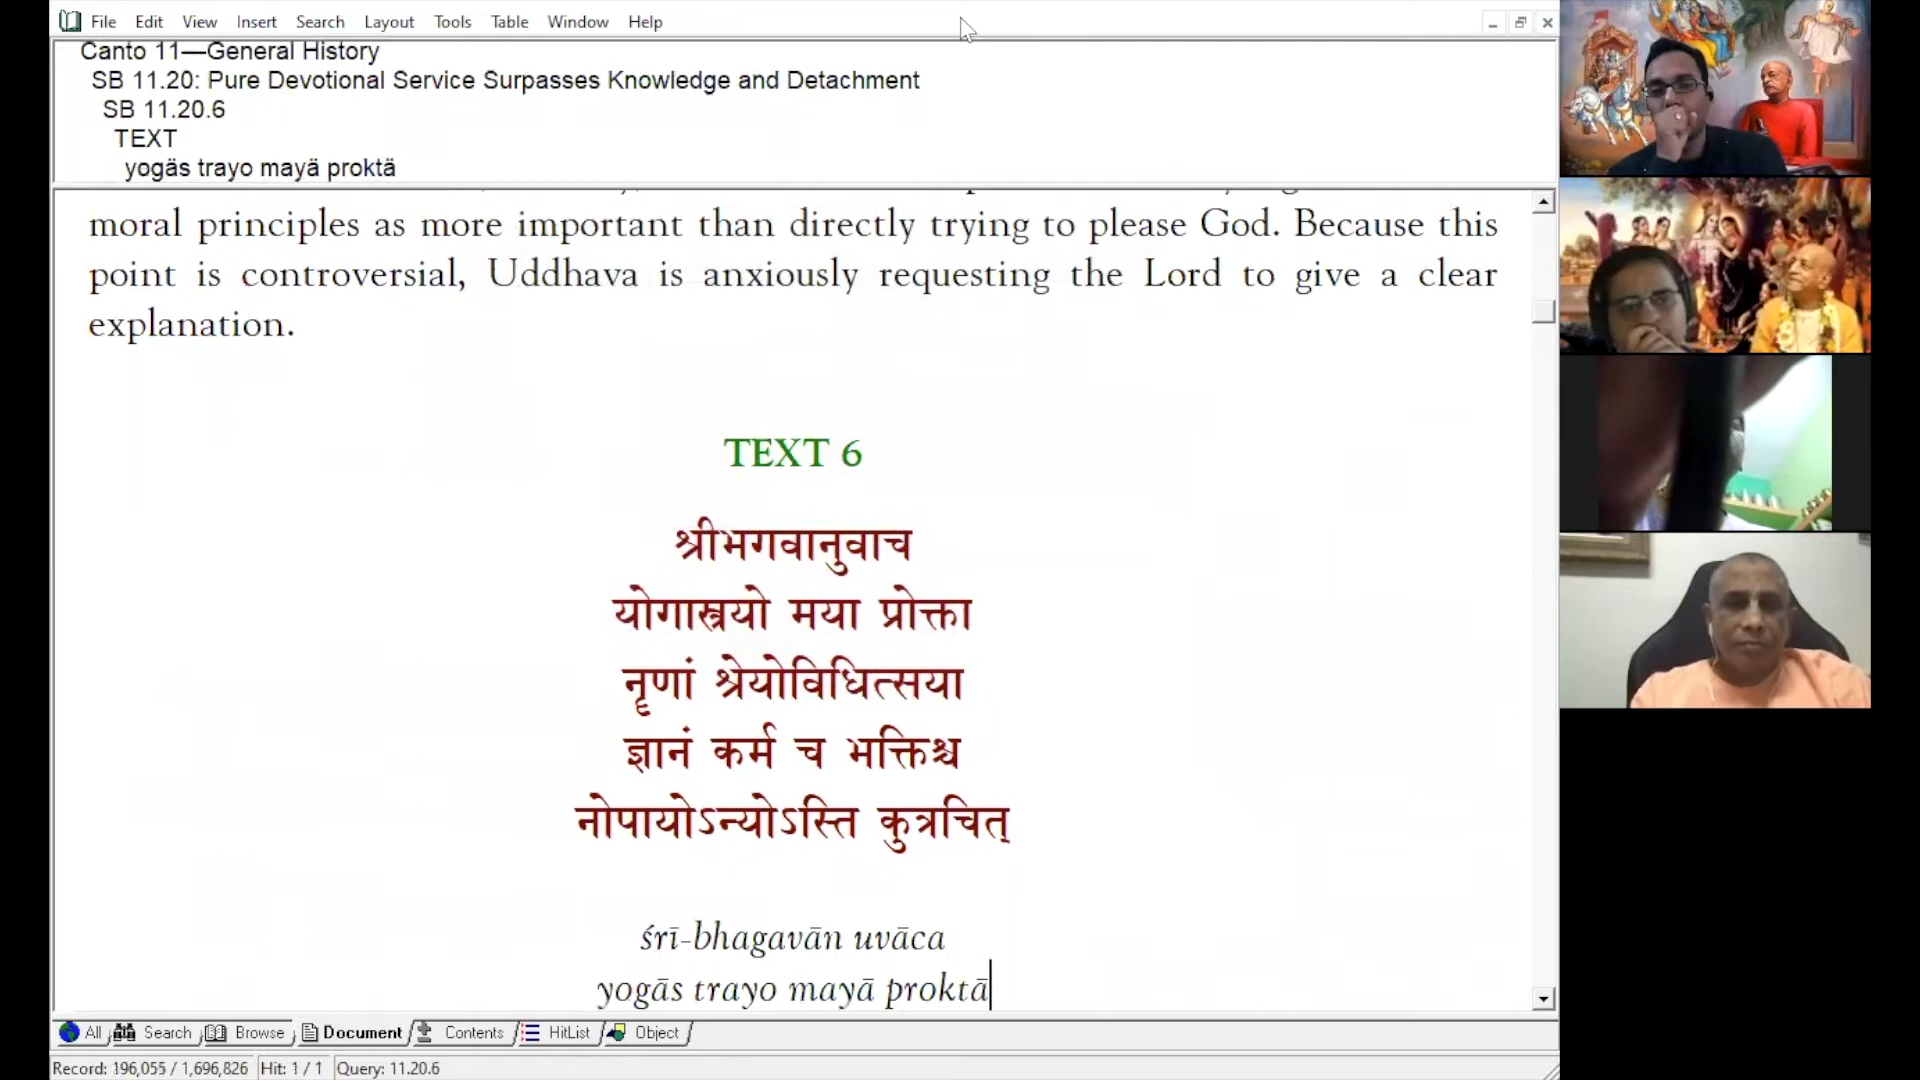 File Edit View Insert Search Layout Tools Table Window Help
Canto 11—General History
SB 11.20: Pure Devotional Service Surpasses Knowledge and Detachment
SB 11.20.6
TEXT
yogäs trayo mayä proktä
moral principles as more important than directly trying to please God. Because this
point is controversial, Uddhava is anxiously requesting the Lord to give a clear
explanation.
TEXT 6
श्रीभगवानुवाच
योगास्त्रयो मया प्रोक्ता
नॄणां श्रेयोविधित्सया
ज्ञानं कर्म च भक्तिश्च
नोपायोऽन्योऽस्ति कुत्रचित्
śrī-bhagavān uvāca
yogās trayo mayā proktā
All Search Browse Document Contents HitList Object
Record: 196,055 / 1,696,826 Hit: 1 / 1 Query: 11.20.6